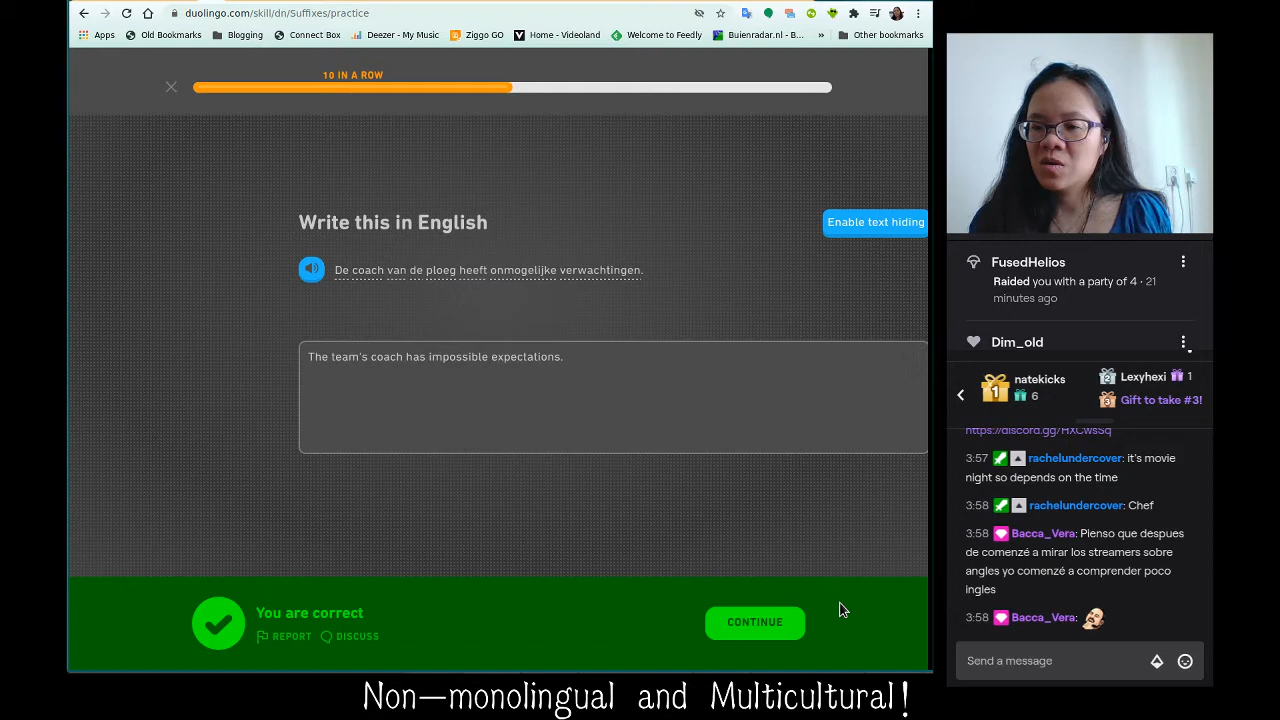 duolingo.com/skill/dn/Suffixes/practice
Apps Old Bookmarks Blogging Connect Box Deezer - My Music Ziggo GO Home - Videoland Welcome to Feedly Buienradar.nl - B... » Other bookmarks
10 IN A ROW
Write this in English
Enable text hiding
De coach van de ploeg heeft onmogelijke verwachtingen.
The team's coach has impossible expectations.
You are correct
REPORT DISCUSS
CONTINUE
FusedHelios
Raided you with a party of 4 · 21
minutes ago
Dim_old
natekicks
6
Lexyhexi 1
Gift to take #3!
https://discord.gg/HXCwsSq
3:57 rachelundercover: it's movie
night so depends on the time
3:58 rachelundercover: Chef
3:58 Bacca_Vera: Pienso que despues
de comenzé a mirar los streamers sobre
angles yo comenzé a comprender poco
ingles
3:58 Bacca_Vera:
Send a message
Non-monolingual and Multicultural!